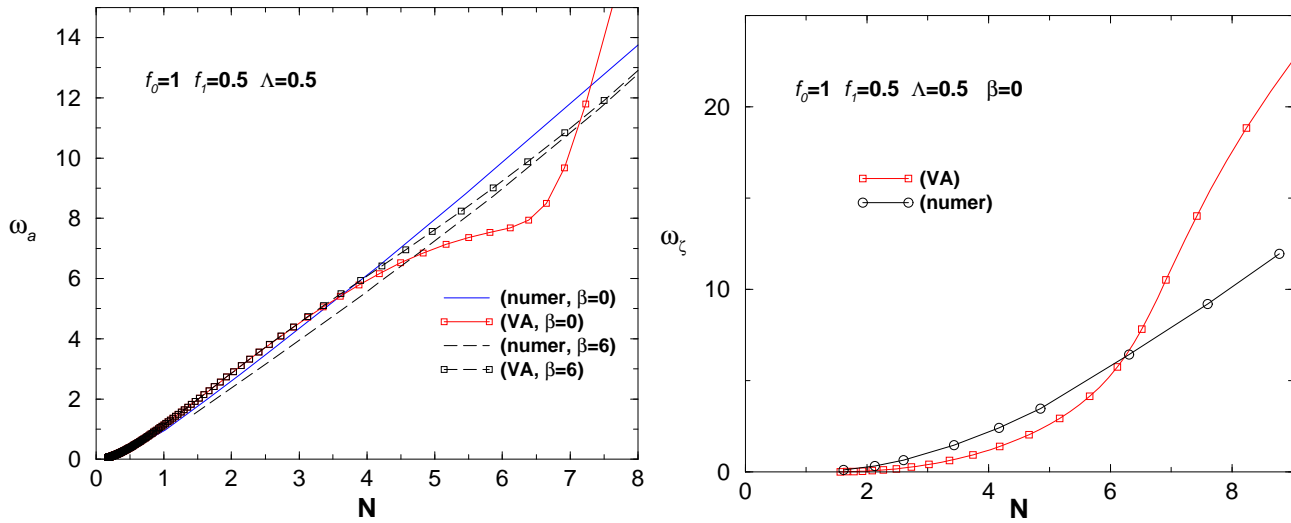 14
12
10
8
6
4
2
0
ω_a
f_0=1 f_1=0.5 Λ=0.5
(numer, β=0)
(VA, β=0)
(numer, β=6)
(VA, β=6)
0 1 2 3 4 5 6 7 8
N
20
10
0
ω_ζ
f_0=1 f_1=0.5 Λ=0.5 β=0
(VA)
(numer)
0 2 4 6 8
N